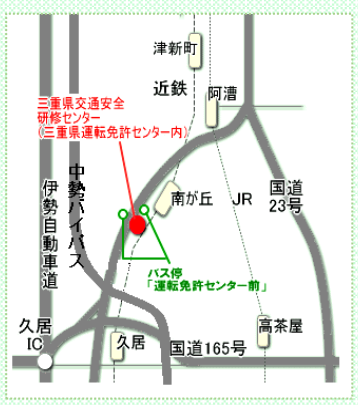 津新町
近鉄
阿漕
三重県交通安全
研修センター
(三重県運転免許センター内)
中勢バイパス
伊勢自動車道
南が丘
JR
国道
23号
バス停
「運転免許センター前」
久居
IC
久居
国道165号
高茶屋